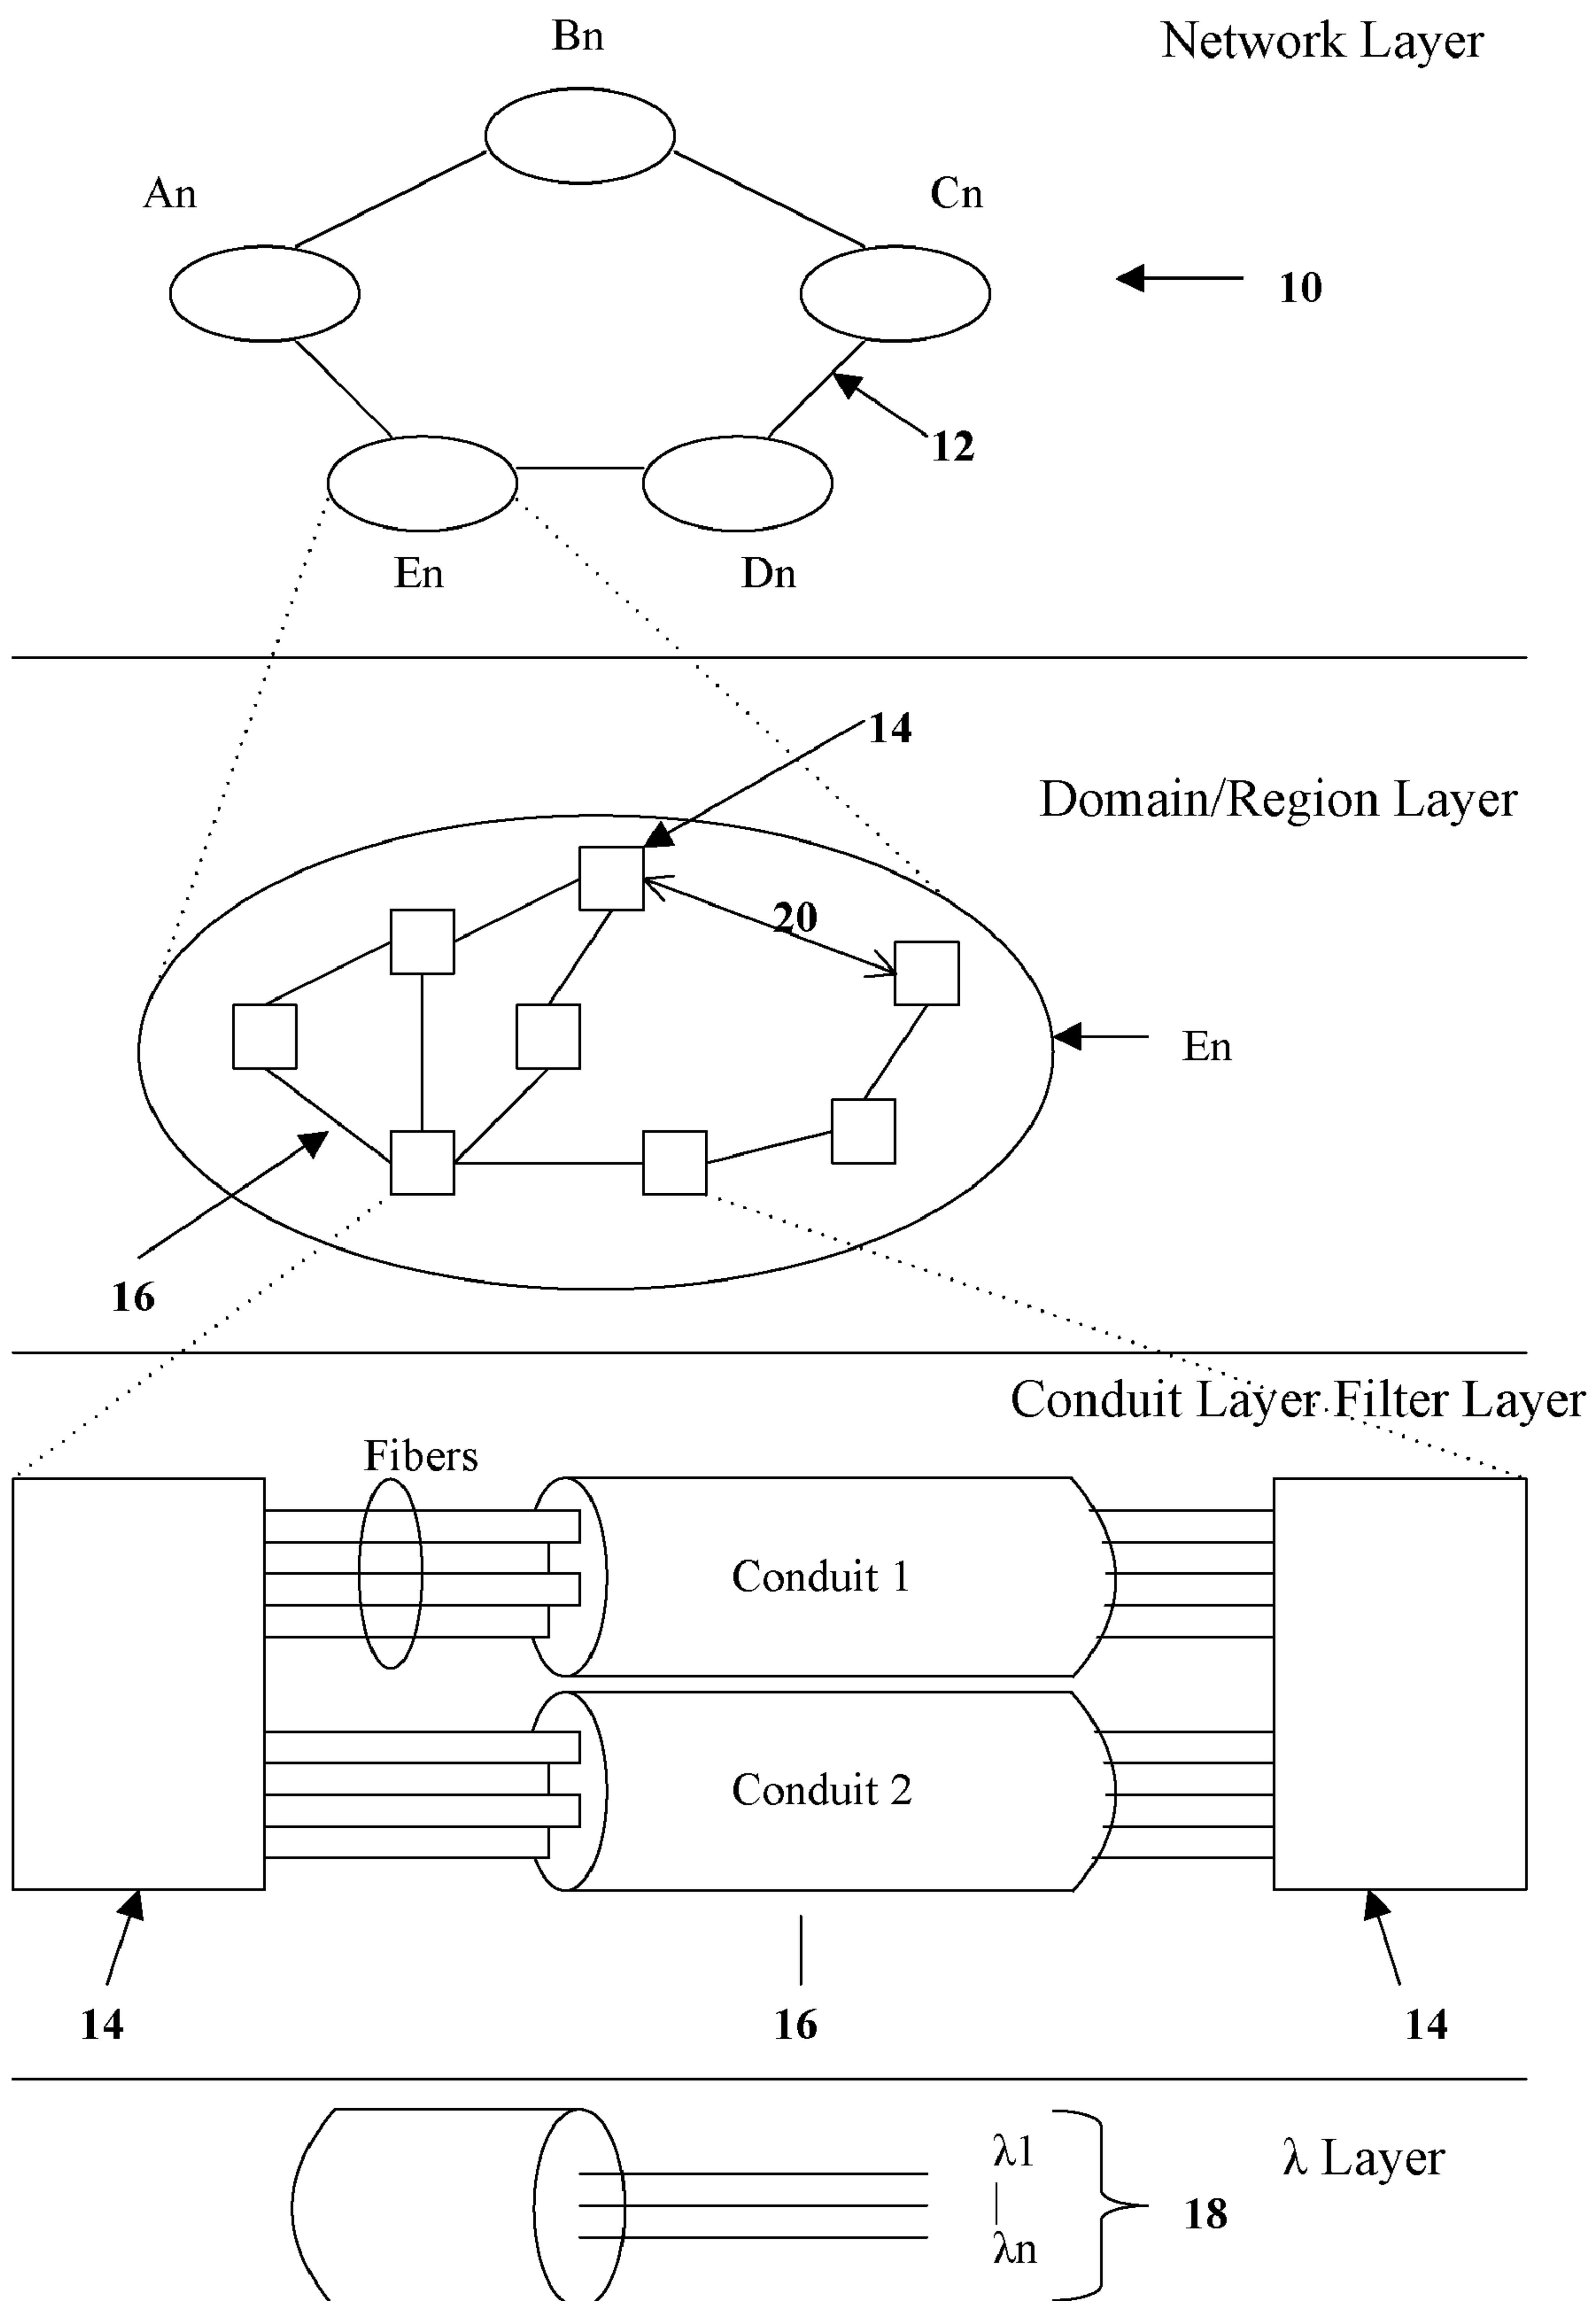 Bn
Network Layer
An
Cn
10
12
En
Dn
14
Domain/Region Layer
20
En
16
Conduit Layer Filter Layer
Fibers
Conduit 1
Conduit 2
14
16
14
λ1
λ Layer
|
18
λn